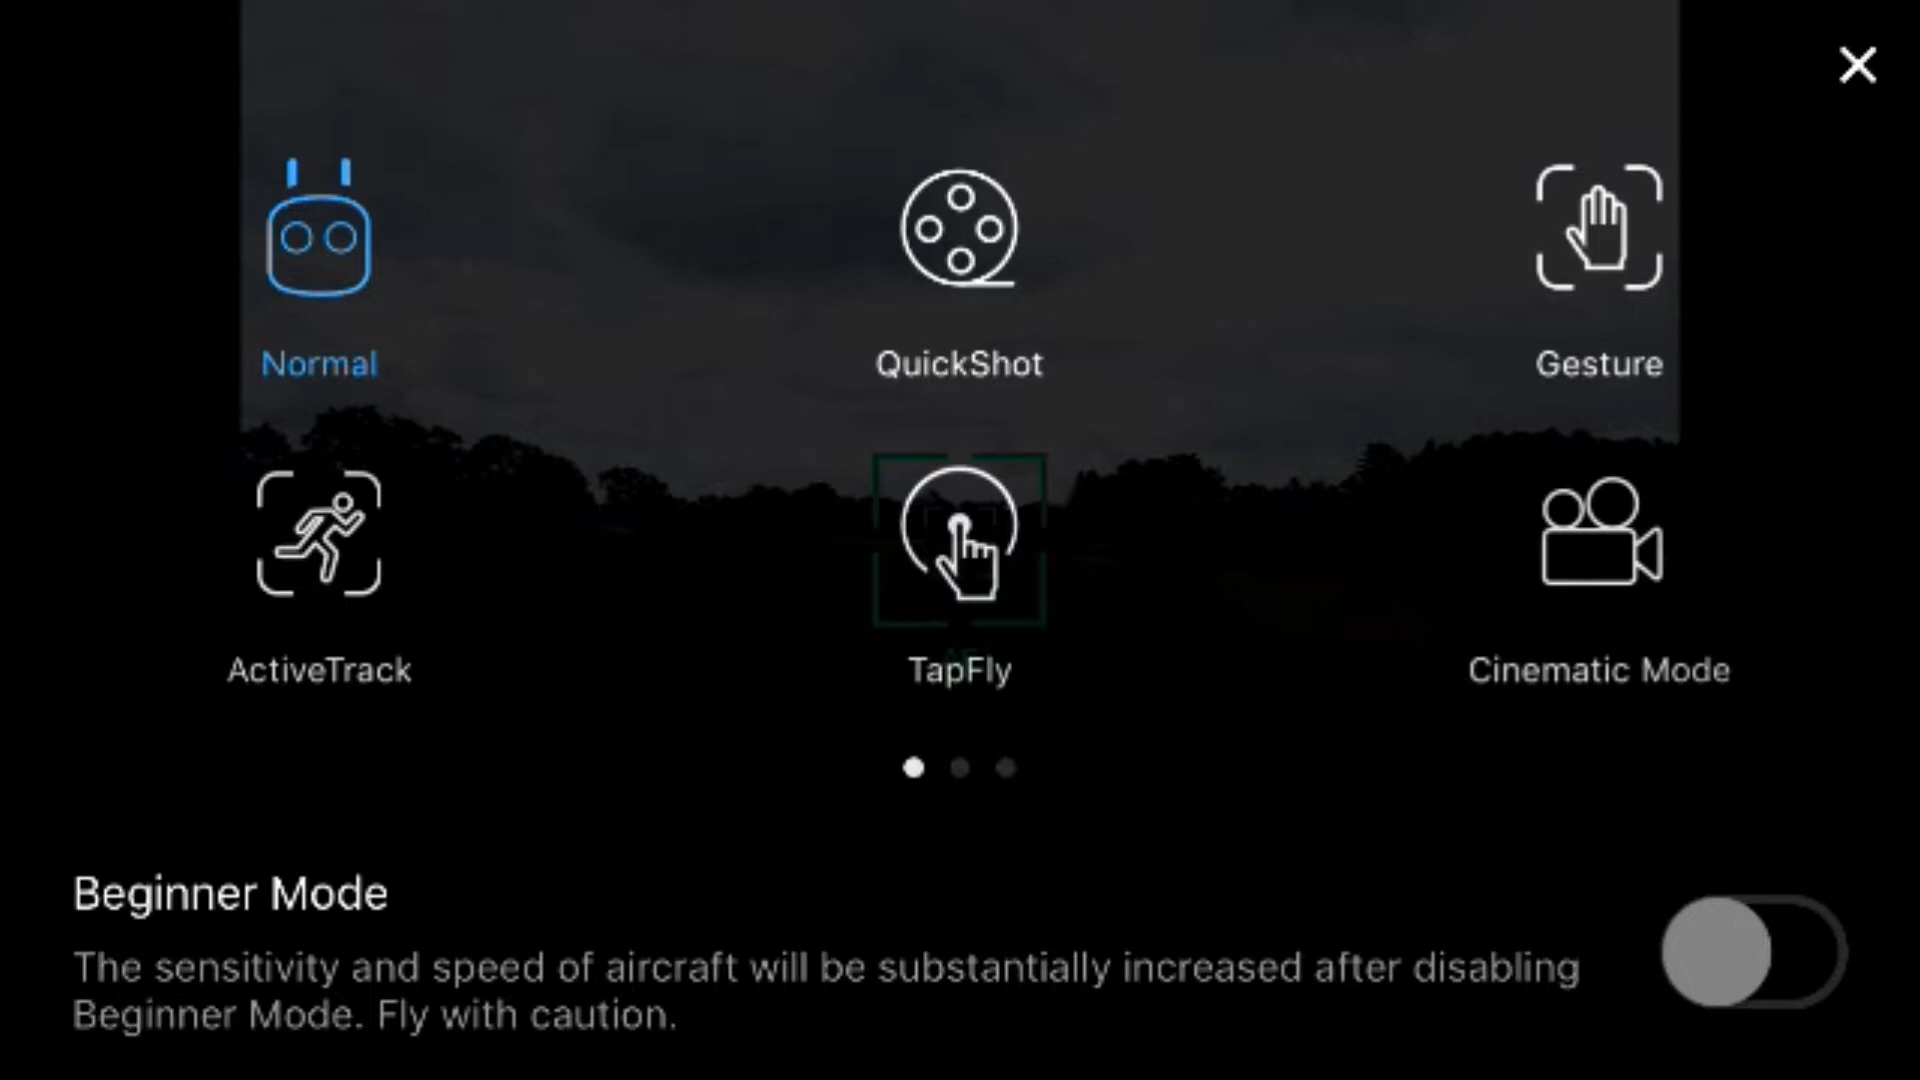 Normal
QuickShot
Gesture
ActiveTrack
TapFly
Cinematic Mode
Beginner Mode
The sensitivity and speed of aircraft will be substantially increased after disabling
Beginner Mode. Fly with caution.